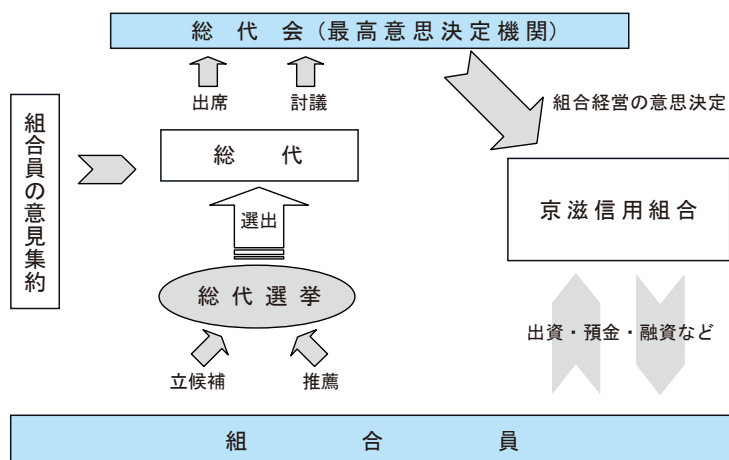 総代会（最高意思決定機関）
出席
討議
組合経営の意思決定
組合員の意見集約
総代
京滋信用組合
選出
総代選挙
出資・預金・融資など
立候補
推薦
組合員